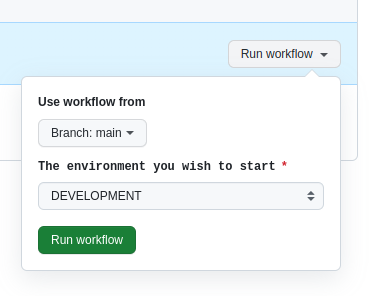 Run workflow
Use workflow from
Branch: main
The environment you wish to start *
DEVELOPMENT
Run workflow